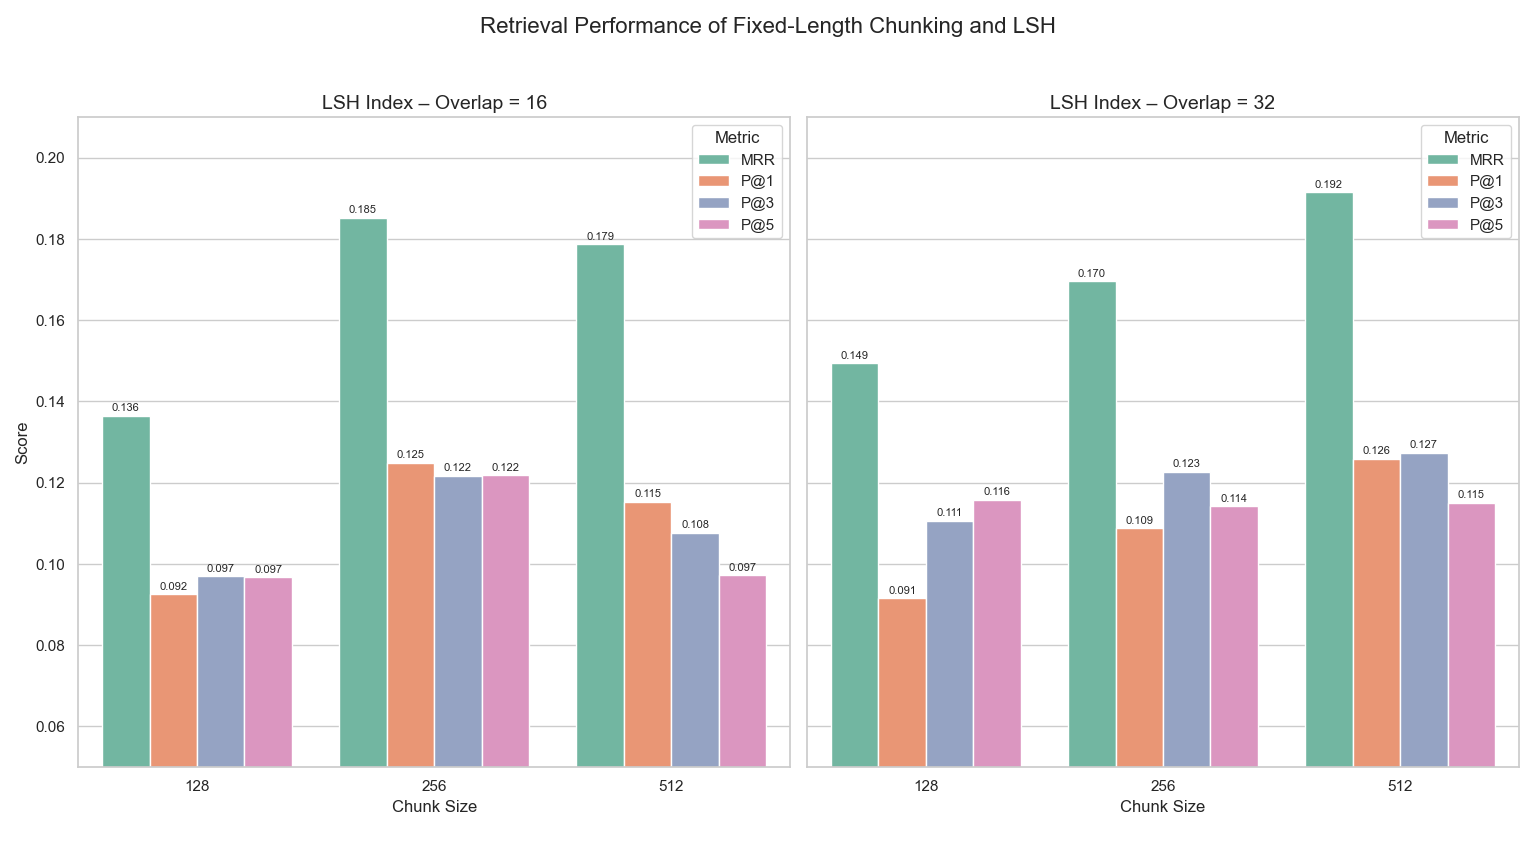 Retrieval Performance of Fixed-Length Chunking and LSH
LSH Index – Overlap = 16
Metric
MRR
P@1
P@3
P@5
0.20
0.18
0.16
0.14
0.12
0.10
0.08
0.06
Score
0.136
0.092
0.097
0.097
0.185
0.125
0.122
0.122
0.179
0.115
0.108
0.097
128
256
512
Chunk Size
LSH Index – Overlap = 32
Metric
MRR
P@1
P@3
P@5
0.149
0.091
0.111
0.116
0.170
0.109
0.123
0.114
0.192
0.126
0.127
0.115
128
256
512
Chunk Size